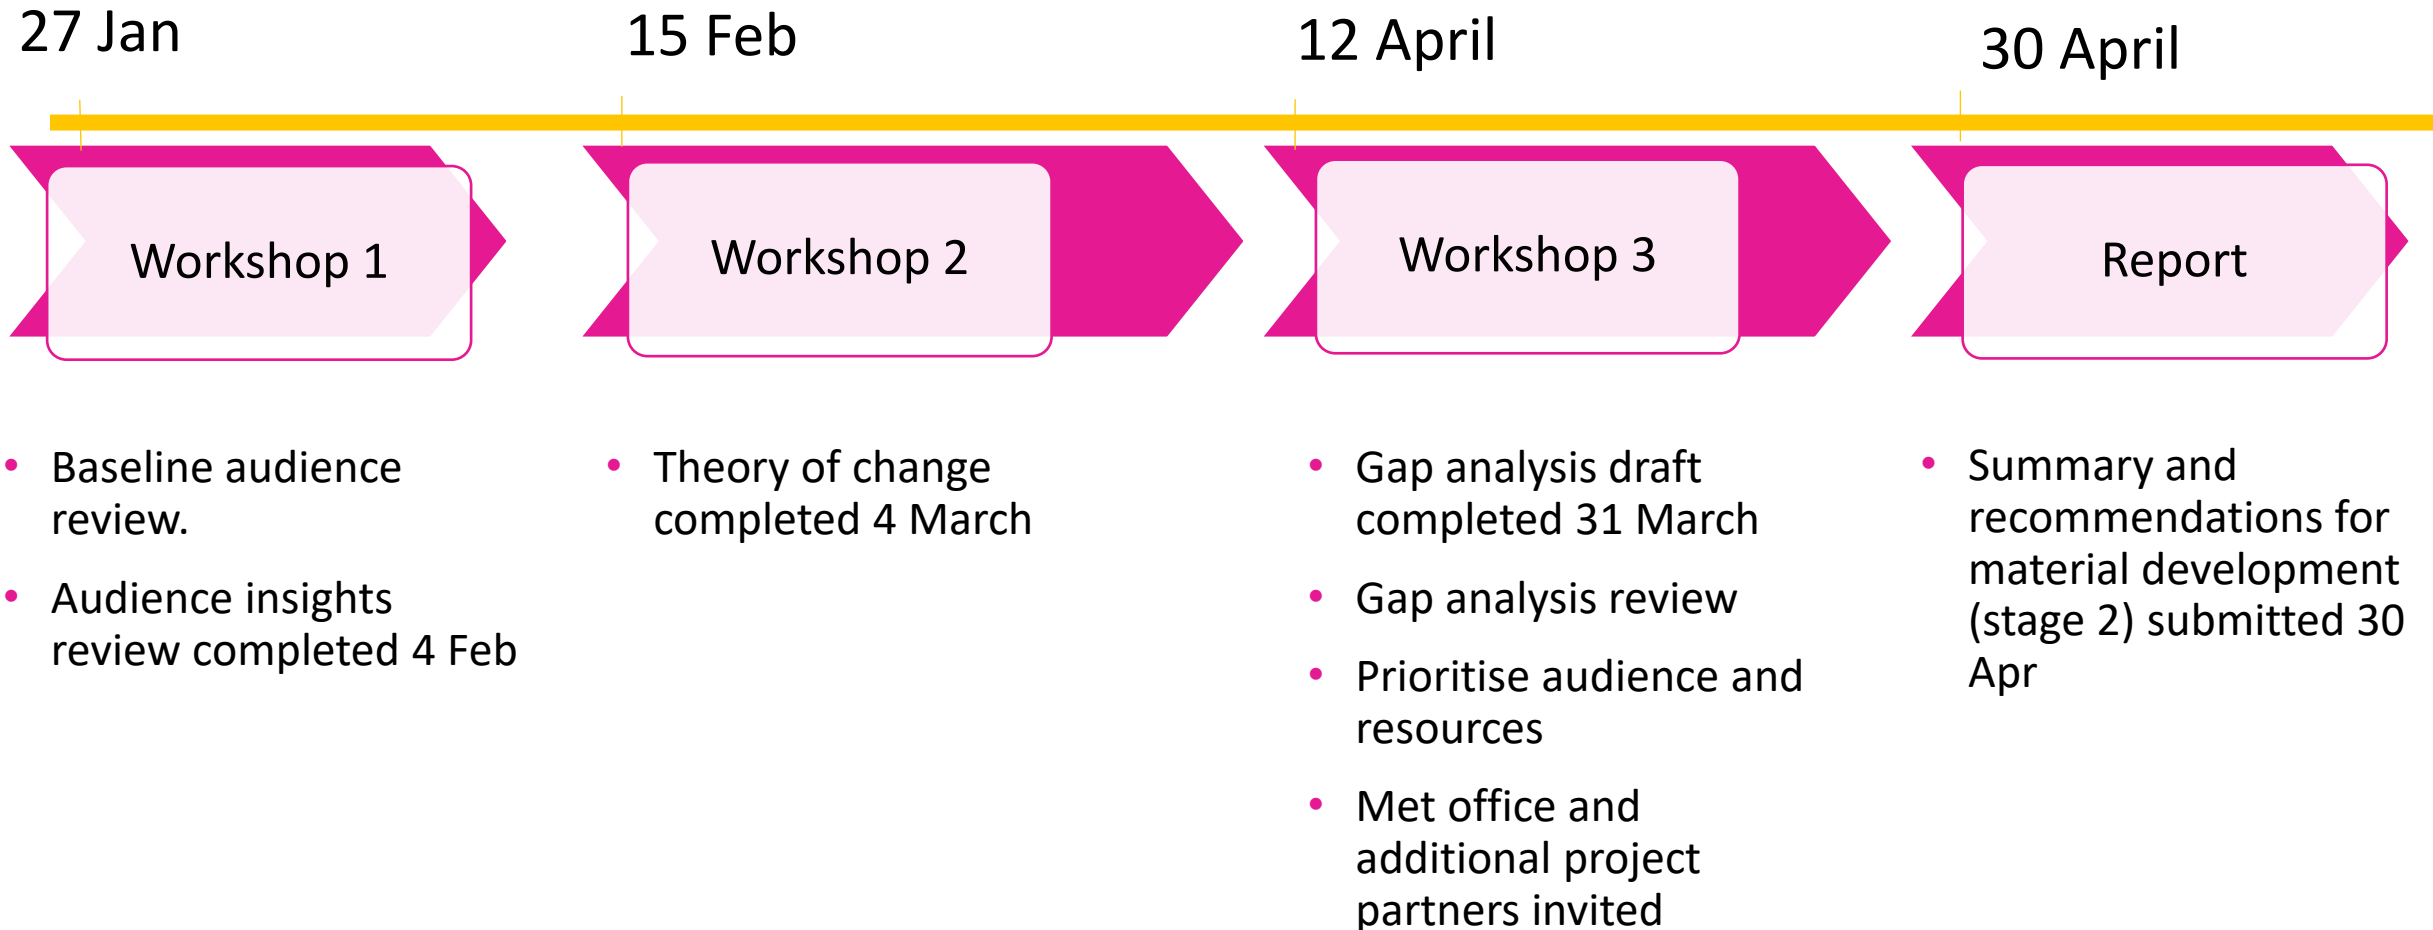 27 Jan
15 Feb
12 April
30 April
Workshop 1
Workshop 2
Workshop 3
Report
• Baseline audience
review.
• Audience insights
review completed 4 Feb
• Theory of change
completed 4 March
• Gap analysis draft
completed 31 March
• Gap analysis review
• Prioritise audience and
resources
• Met office and
additional project
partners invited
• Summary and
recommendations for
material development
(stage 2) submitted 30
Apr